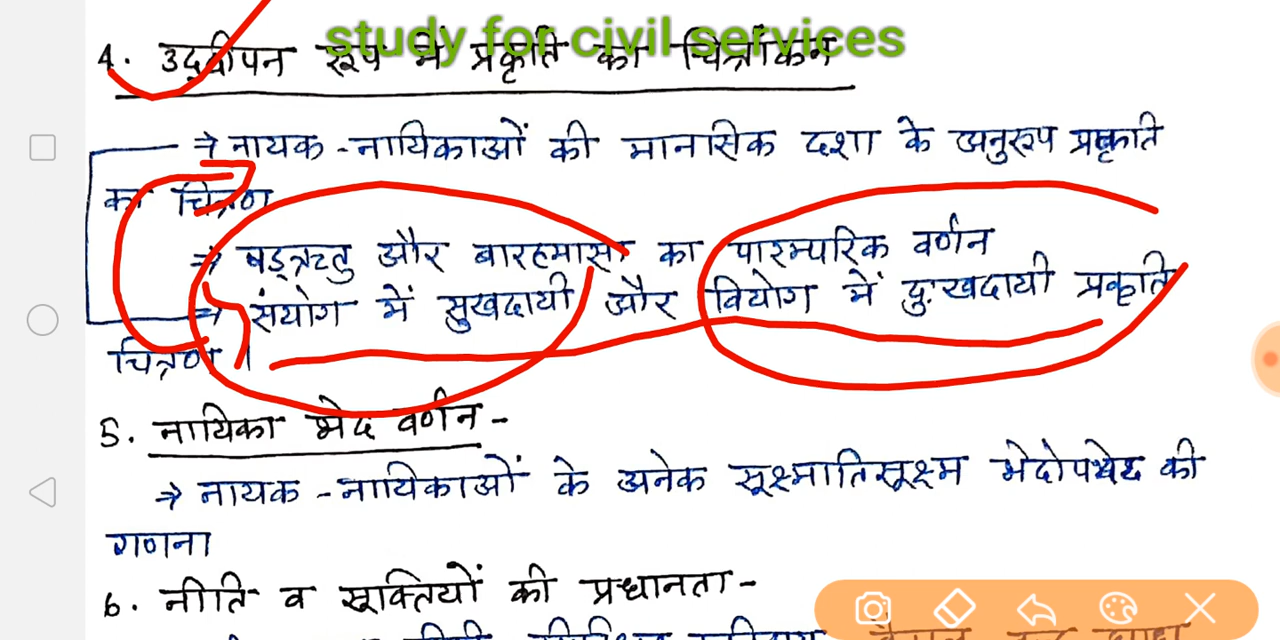 study for civil services
4. उद्दीपन रूप में प्रकृति का चित्रांकन
⇒ नायक-नायिकाओं की मानसिक दशा के अनुरूप प्रकृति
का चित्रण
⇒ षड्ऋतु और बारहमासा का पारम्परिक वर्णन
⇒ संयोग में सुखदायी और वियोग में दुःखदायी प्रकृति
चित्रण ।
5. नायिका भेद वर्णन -
⇒ नायक-नायिकाओं के अनेक सूक्ष्मातिसूक्ष्म भेदोपभेद की
गणना
6. नीति व सूक्तियों की प्रधानता -